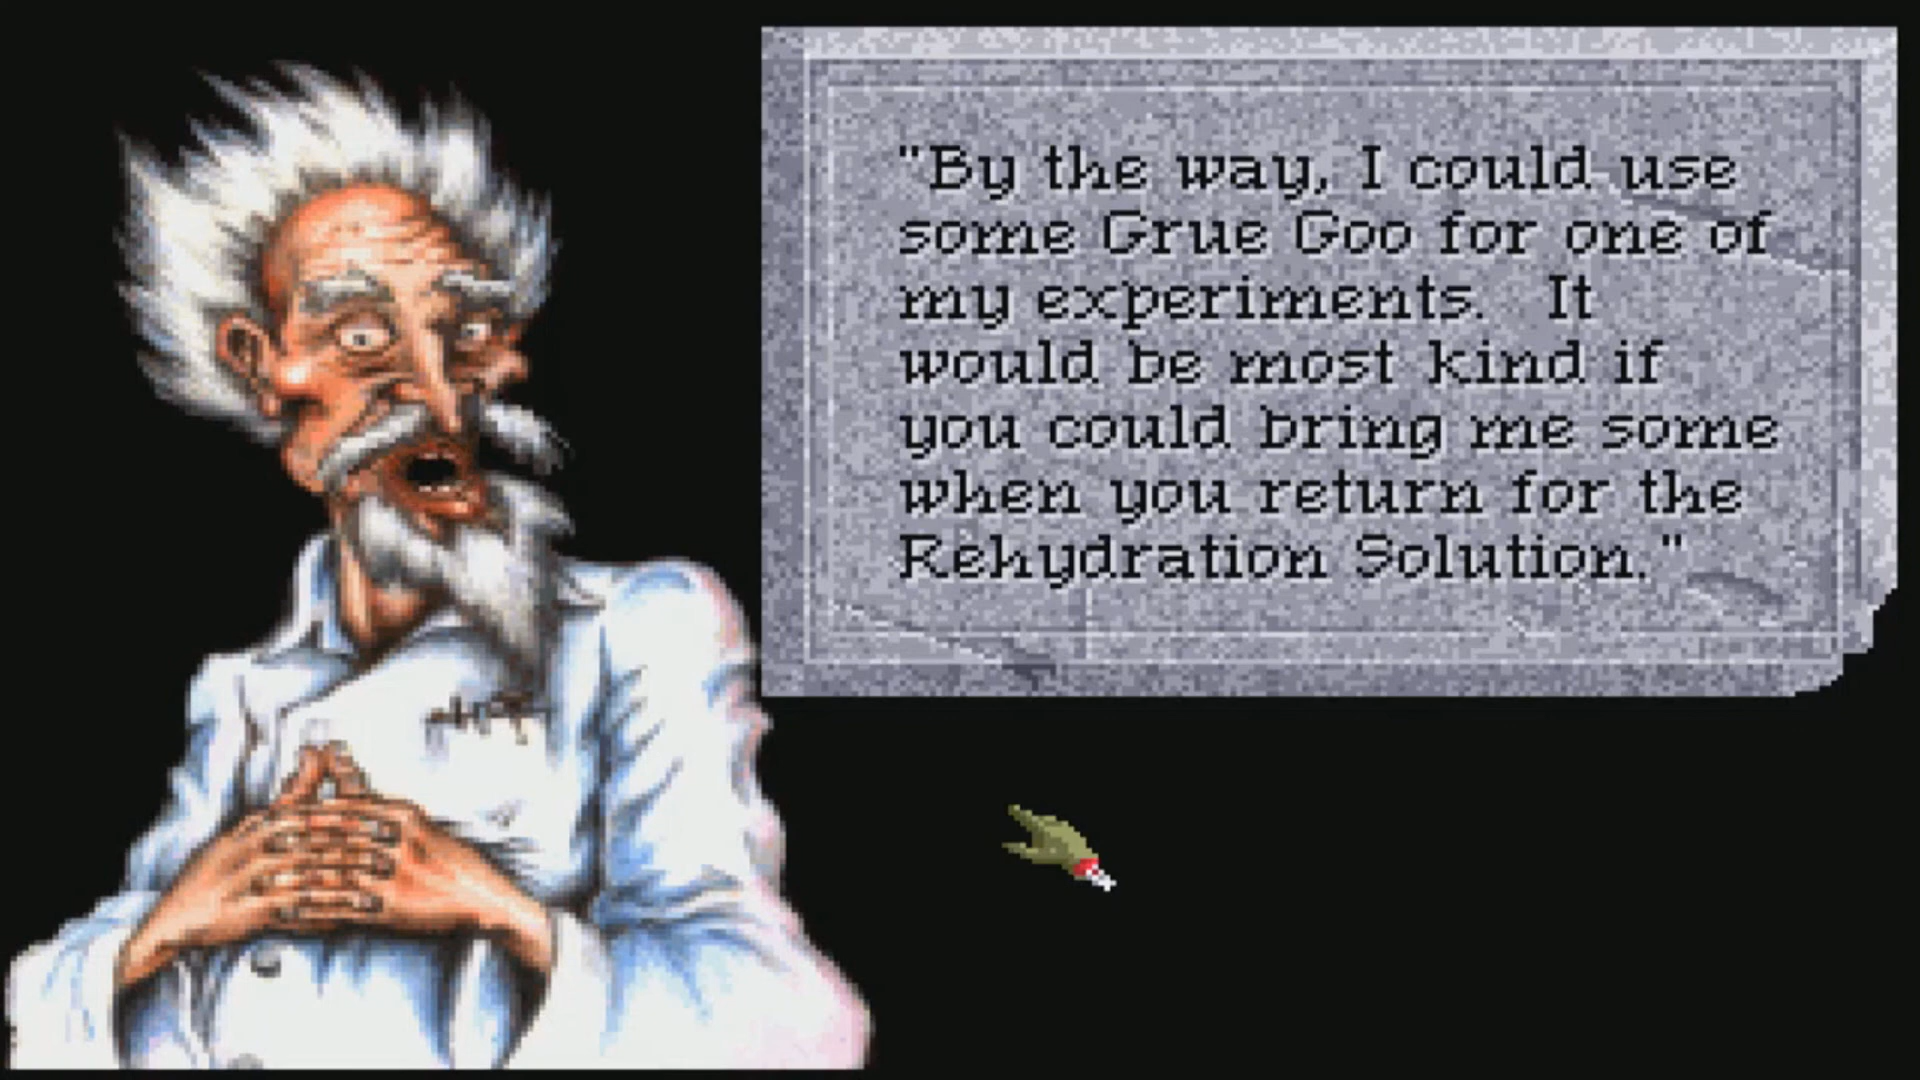 "By the way, I could use
some Grue Goo for one of
my experiments.  It
would be most kind if
you could bring me some
when you return for the
Rehydration Solution."